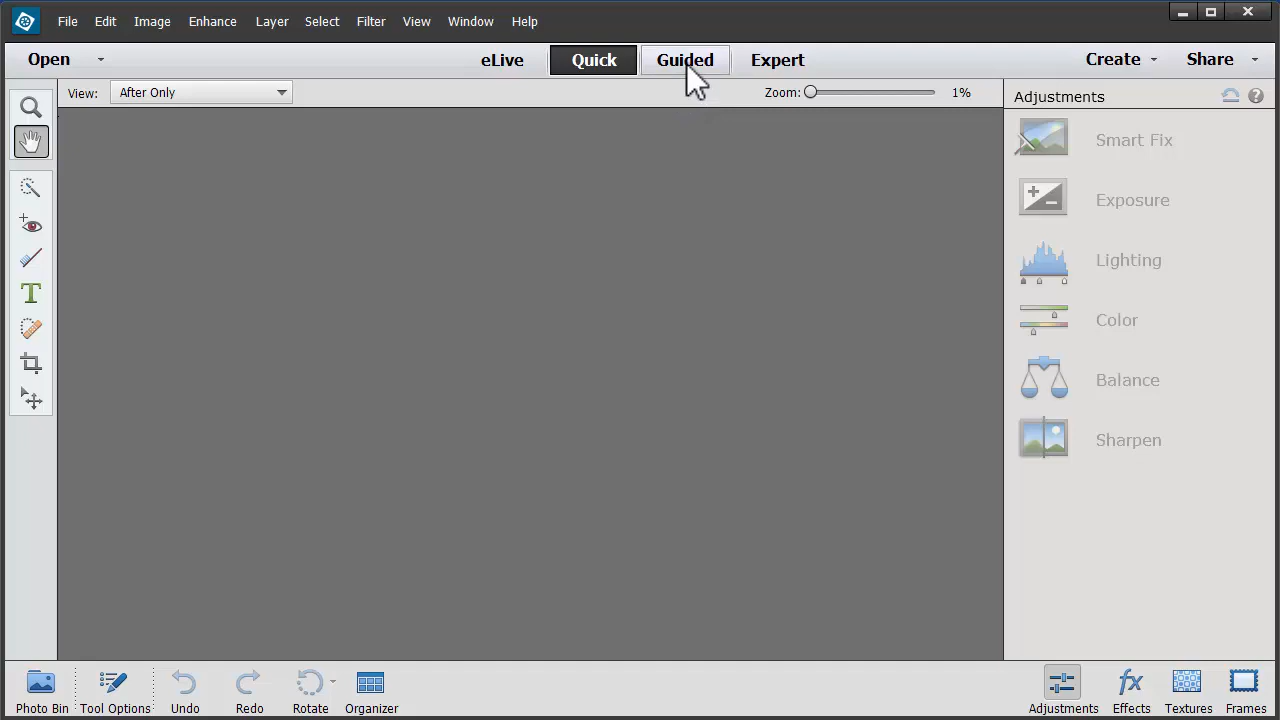 File Edit Image Enhance Layer Select Filter View Window Help
Open eLive Quick Guided Expert Create Share
View: After Only Zoom: 1% Adjustments
Smart Fix
Exposure
Lighting
Color
Balance
Sharpen
T
fx
Photo Bin Tool Options Undo Redo Rotate Organizer Adjustments Effects Textures Frames